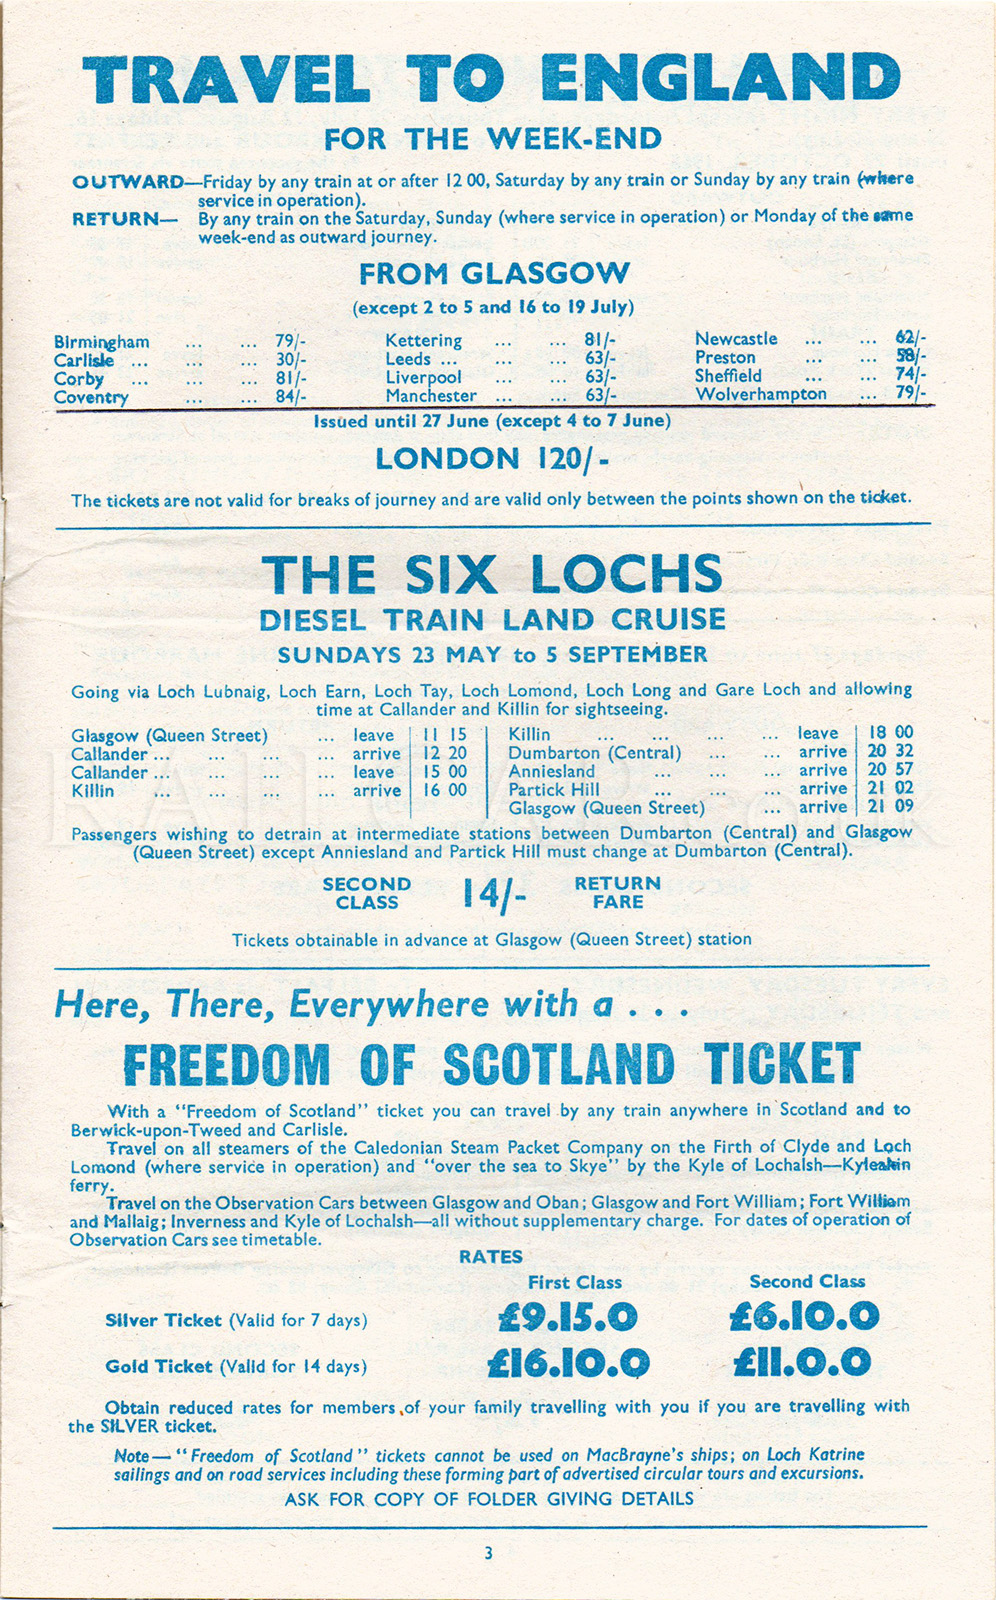 TRAVEL TO ENGLAND
FOR THE WEEK-END
OUTWARD—Friday by any train at or after 12 00, Saturday by any train or Sunday by any train (where
service in operation).
RETURN— By any train on the Saturday, Sunday (where service in operation) or Monday of the same
week-end as outward journey.
FROM GLASGOW
(except 2 to 5 and 16 to 19 July)
Birmingham ... ... 79/- Kettering ... ... 81/- Newcastle ... ... 62/-
Carlisle ... ... ... 30/- Leeds ... ... ... 63/- Preston ... ... 58/-
Corby ... ... ... 81/- Liverpool ... ... 63/- Sheffield ... ... 74/-
Coventry ... ... 84/- Manchester ... ... 63/- Wolverhampton ... 79/-
Issued until 27 June (except 4 to 7 June)
LONDON 120/-
The tickets are not valid for breaks of journey and are valid only between the points shown on the ticket.
THE SIX LOCHS
DIESEL TRAIN LAND CRUISE
SUNDAYS 23 MAY to 5 SEPTEMBER
Going via Loch Lubnaig, Loch Earn, Loch Tay, Loch Lomond, Loch Long and Gare Loch and allowing
time at Callander and Killin for sightseeing.
Glasgow (Queen Street) ... leave 11 15
Callander ... ... ... ... arrive 12 20
Callander ... ... ... ... leave 15 00
Killin ... ... ... ... arrive 16 00
Killin ... ... ... ... leave 18 00
Dumbarton (Central) ... ... arrive 20 32
Anniesland ... ... ... arrive 20 57
Partick Hill ... ... ... arrive 21 02
Glasgow (Queen Street) ... arrive 21 09
Passengers wishing to detrain at intermediate stations between Dumbarton (Central) and Glasgow
(Queen Street) except Anniesland and Partick Hill must change at Dumbarton (Central).
SECOND CLASS 14/- RETURN FARE
Tickets obtainable in advance at Glasgow (Queen Street) station
Here, There, Everywhere with a . . .
FREEDOM OF SCOTLAND TICKET
With a "Freedom of Scotland" ticket you can travel by any train anywhere in Scotland and to
Berwick-upon-Tweed and Carlisle.
Travel on all steamers of the Caledonian Steam Packet Company on the Firth of Clyde and Loch
Lomond (where service in operation) and "over the sea to Skye" by the Kyle of Lochalsh—Kyleakin
ferry.
Travel on the Observation Cars between Glasgow and Oban; Glasgow and Fort William; Fort William
and Mallaig; Inverness and Kyle of Lochalsh—all without supplementary charge. For dates of operation of
Observation Cars see timetable.
RATES
First Class Second Class
Silver Ticket (Valid for 7 days) £9.15.0 £6.10.0
Gold Ticket (Valid for 14 days) £16.10.0 £11.0.0
Obtain reduced rates for members of your family travelling with you if you are travelling with
the SILVER ticket.
Note—"Freedom of Scotland" tickets cannot be used on MacBrayne's ships; on Loch Katrine
sailings and on road services including these forming part of advertised circular tours and excursions.
ASK FOR COPY OF FOLDER GIVING DETAILS
3